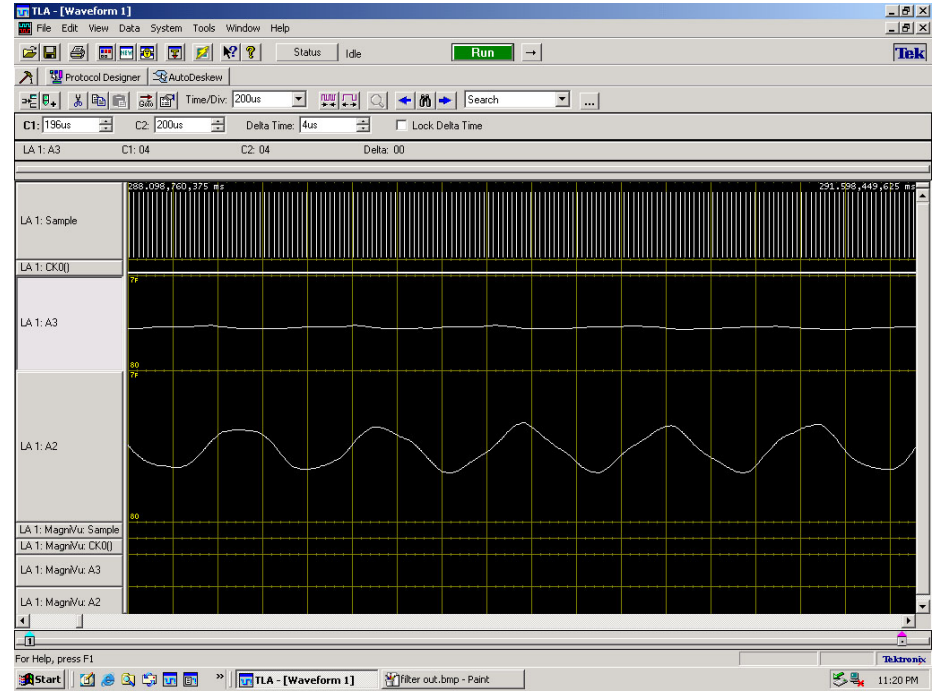 TLA - [Waveform 1]
File Edit View Data System Tools Window Help
Status Idle Run → Tek
Protocol Designer AutoDeskew
Time/Div: 200us Search ...
C1: 196us C2: 200us Delta Time: 4us Lock Delta Time
LA 1: A3 C1: 04 C2: 04 Delta: 00
288.098,760,375 ms 291.598,449,625 ms
LA 1: Sample
LA 1: CK0()
7F
LA 1: A3
80
7F
LA 1: A2
80
LA 1: MagniVu: Sample
LA 1: MagniVu: CK0()
LA 1: MagniVu: A3
LA 1: MagniVu: A2
1
For Help, press F1 Tektronix
Start » TLA - [Waveform 1] filter out.bmp - Paint 11:20 PM